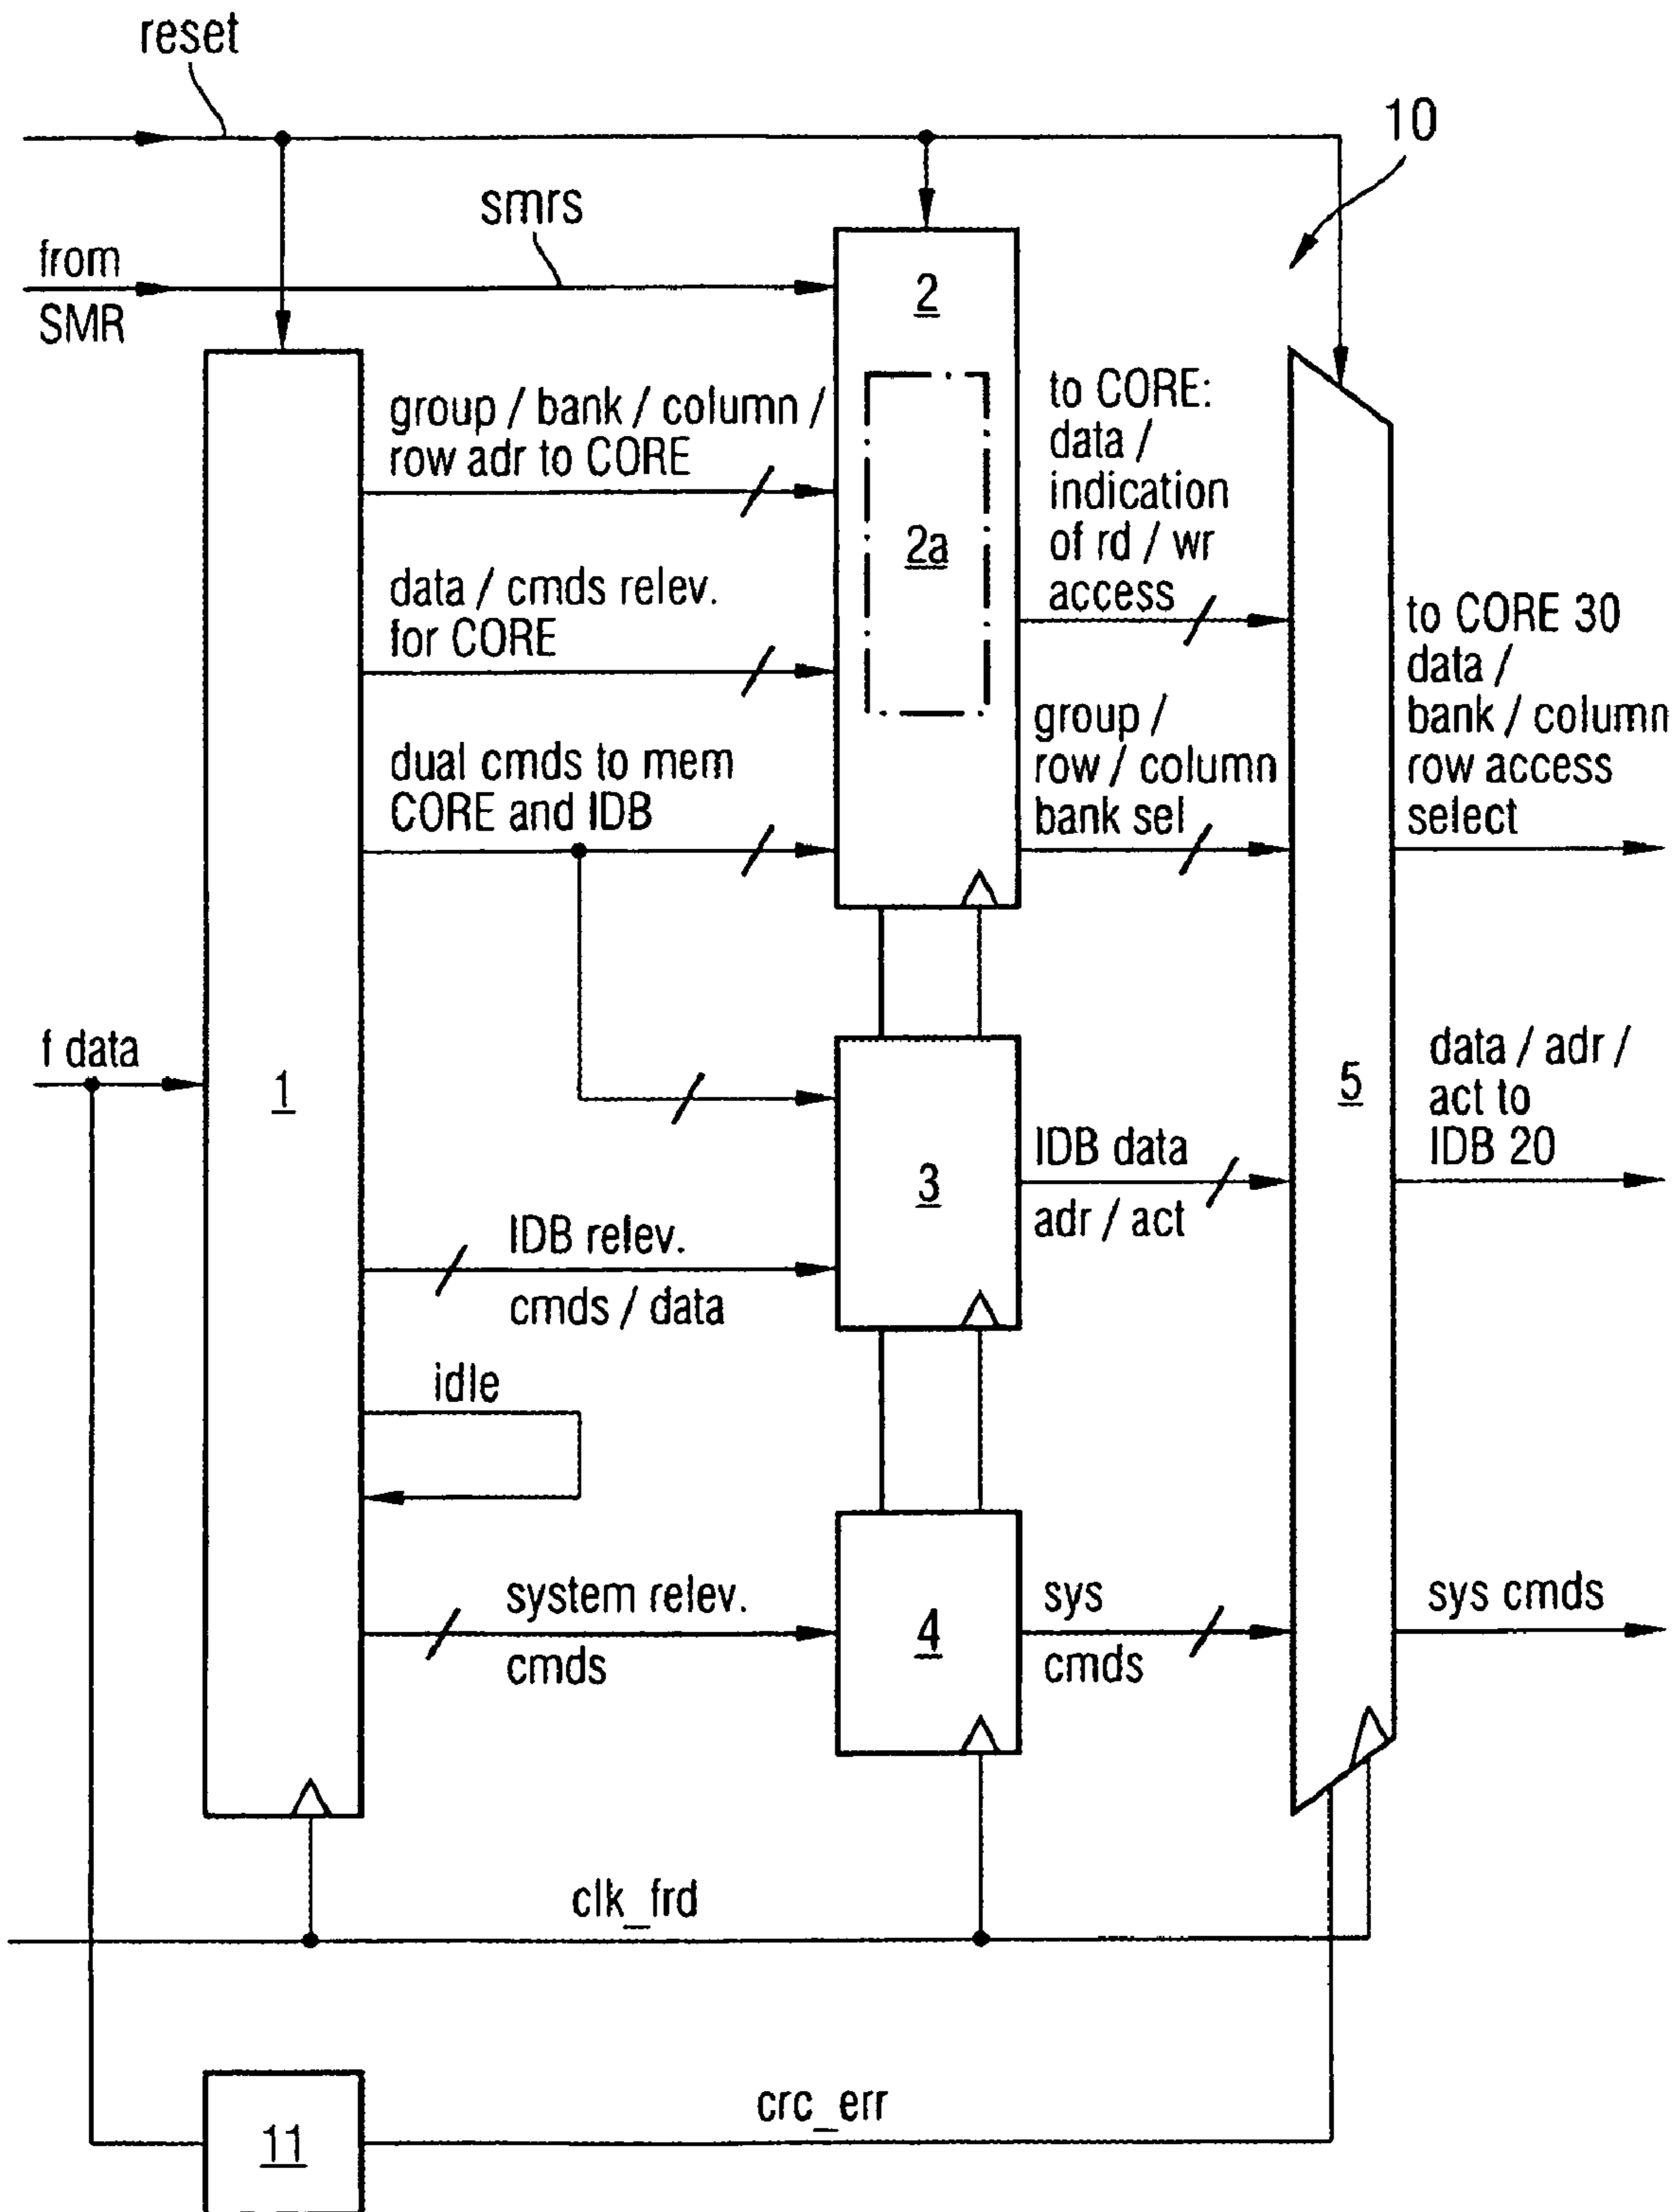 reset
10
smrs
from
SMR
2
group / bank / column /
row adr to CORE
to CORE:
data /
indication
of rd / wr
access
2a
data / cmds relev.
for CORE
to CORE 30
data /
bank / column
row access
select
group /
row / column
bank sel
dual cmds to mem
CORE and IDB
f data
1
5
data / adr /
act to
IDB 20
3
IDB data
adr / act
IDB relev.
cmds / data
idle
system relev.
cmds
4
sys
cmds
sys cmds
clk_frd
crc_err
11